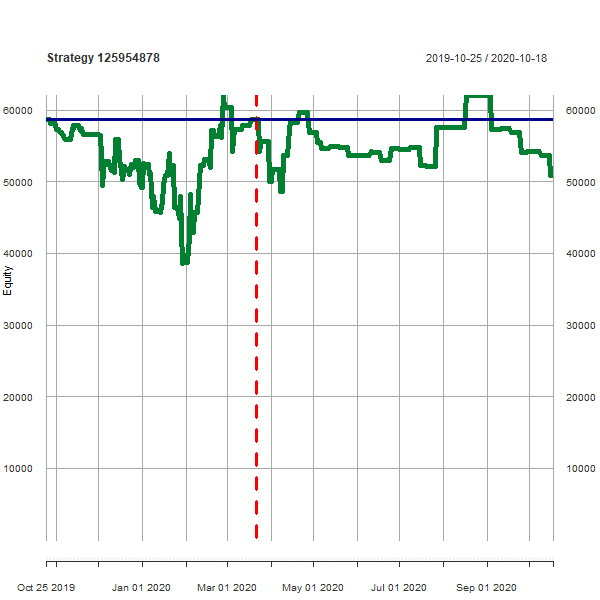 Strategy 125954878
2019-10-25 / 2020-10-18
60000
50000
40000
30000
20000
10000
Equity
60000
50000
40000
30000
20000
10000
Oct 25 2019
Jan 01 2020
Mar 01 2020
May 01 2020
Jul 01 2020
Sep 01 2020